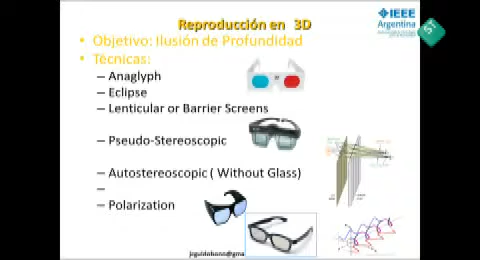 Reproducción en 3D
IEEE
Argentina
57
• Objetivo: Ilusión de Profundidad
• Técnicas:
– Anaglyph
– Eclipse
– Lenticular or Barrier Screens
– Pseudo-Stereoscopic
– Autostereoscopic ( Without Glass)
–
– Polarization